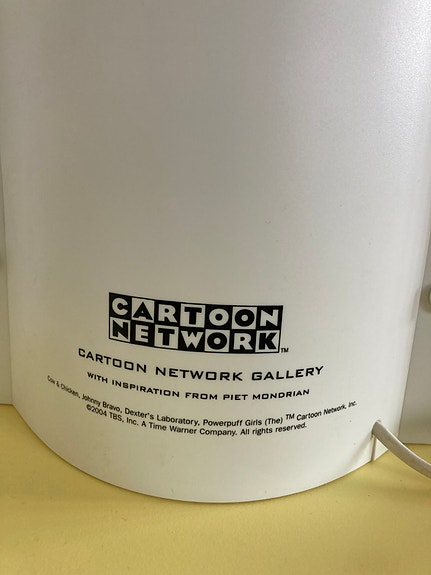 CARTOON
NETWORK™
CARTOON NETWORK GALLERY
WITH INSPIRATION FROM PIET MONDRIAN
Cow & Chicken, Johnny Bravo, Dexter's Laboratory, Powerpuff Girls (The) ™ Cartoon Network, Inc.
©2004 TBS, Inc. A Time Warner Company. All rights reserved.